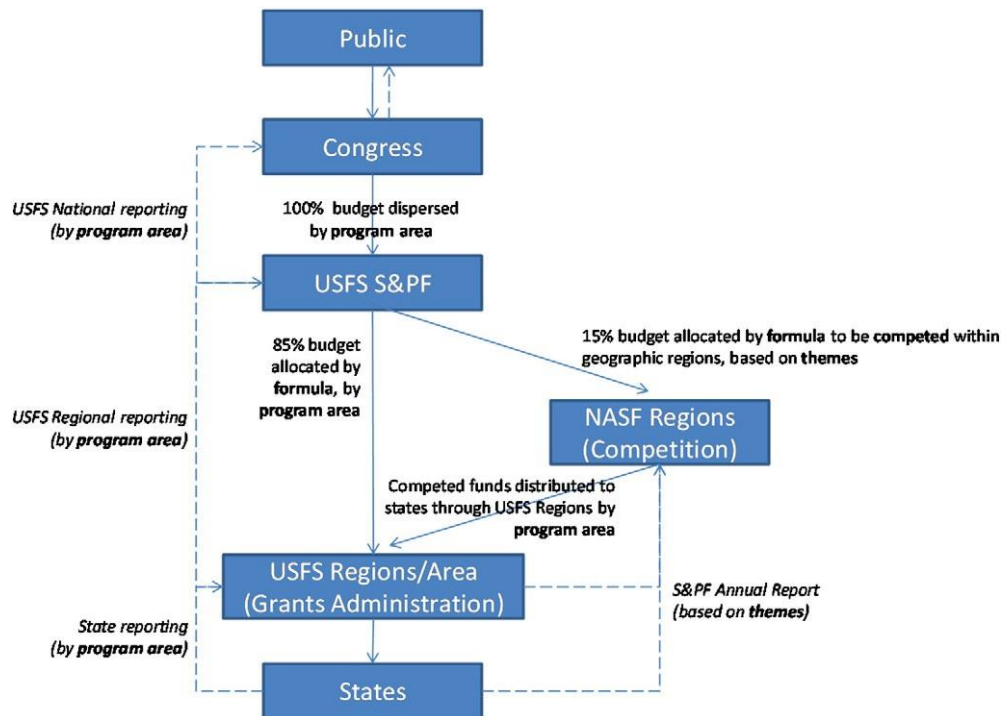 Public
Congress
USFS National reporting
(by program area)
100% budget dispersed
by program area
USFS S&PF
85% budget
allocated by
formula, by
program area
15% budget allocated by formula to be competed within
geographic regions, based on themes
USFS Regional reporting
(by program area)
NASF Regions
(Competition)
Competed funds distributed to
states through USFS Regions by
program area
USFS Regions/Area
(Grants Administration)
S&PF Annual Report
(based on themes)
State reporting
(by program area)
States